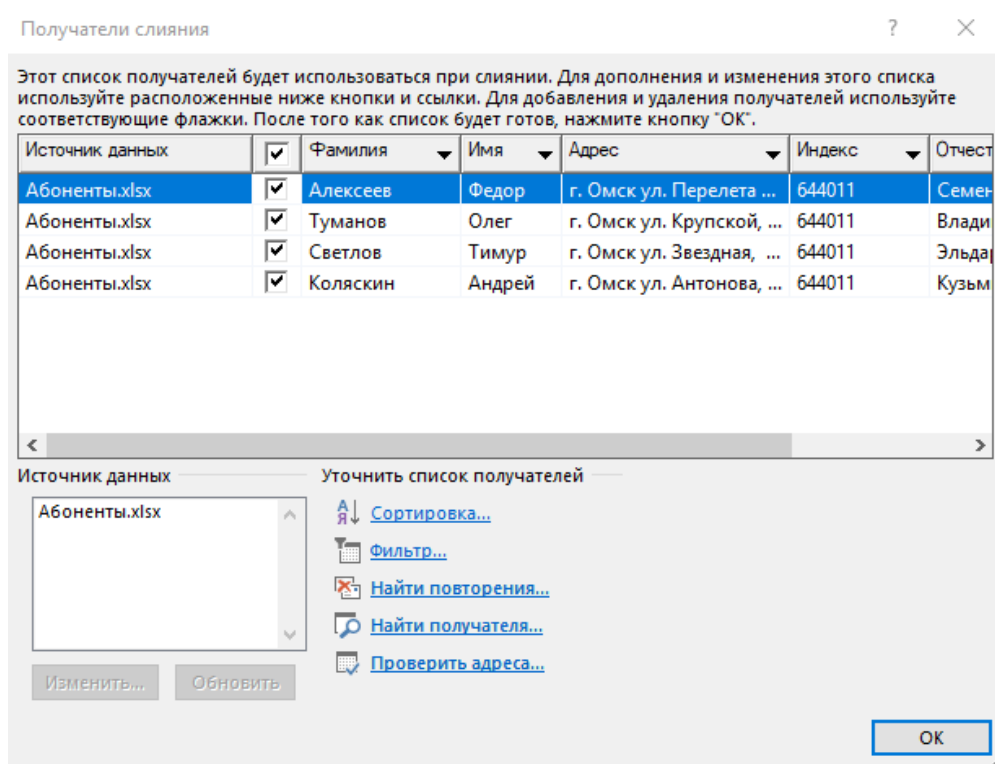 Получатели слияния ?
Этот список получателей будет использоваться при слиянии. Для дополнения и изменения этого списка
используйте расположенные ниже кнопки и ссылки. Для добавления и удаления получателей используйте
соответствующие флажки. После того как список будет готов, нажмите кнопку "ОК".
Источник данных Фамилия Имя Адрес Индекс Отчест
Абоненты.xlsx Алексеев Федор г. Омск ул. Перелета ... 644011 Семен
Абоненты.xlsx Туманов Олег г. Омск ул. Крупской, ... 644011 Влади
Абоненты.xlsx Светлов Тимур г. Омск ул. Звездная, ... 644011 Эльдар
Абоненты.xlsx Коляскин Андрей г. Омск ул. Антонова, ... 644011 Кузьм
Источник данных Уточнить список получателей
Абоненты.xlsx
Сортировка...
Фильтр...
Найти повторения...
Найти получателя...
Проверить адреса...
Изменить... Обновить
ОК